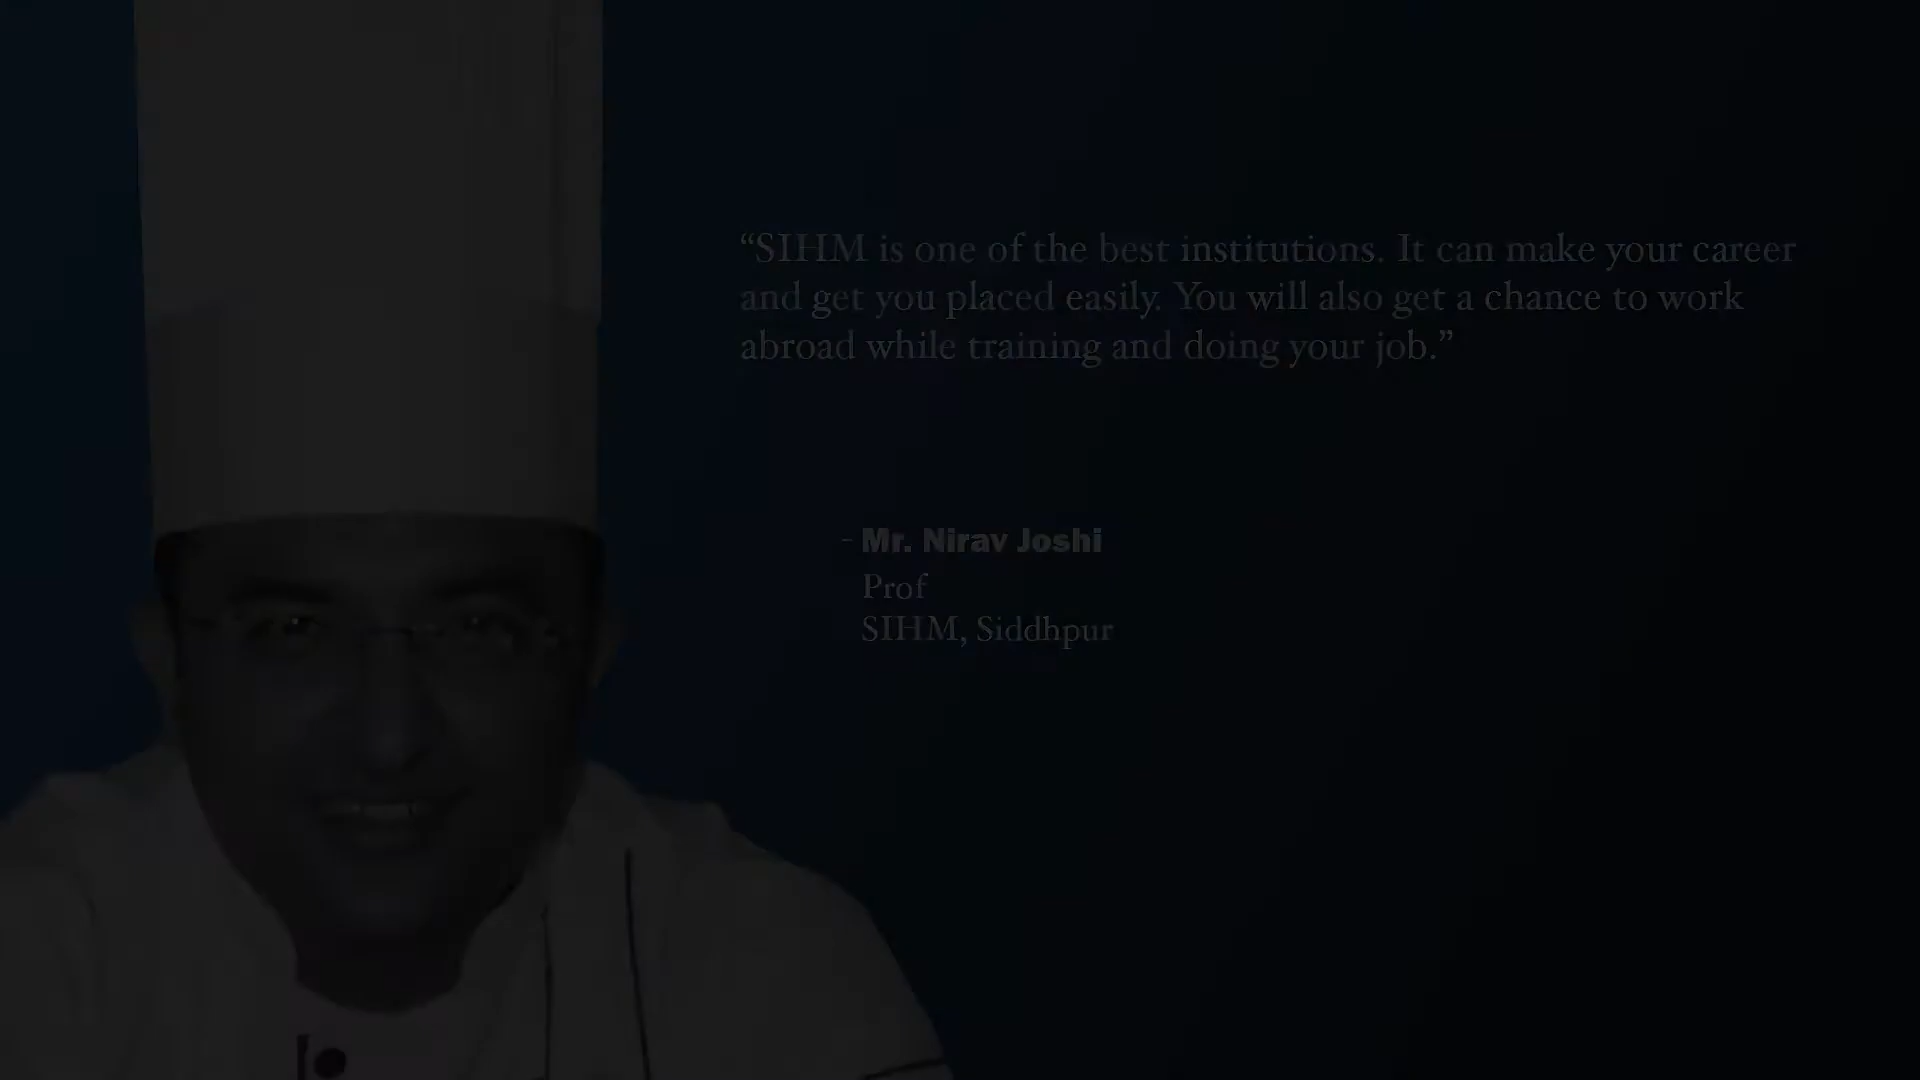 “SIHM is one of the best institutions. It can make your career
and get you placed easily. You will also get a chance to work
abroad while training and doing your job.”
- Mr. Nirav Joshi
Prof
SIHM, Siddhpur